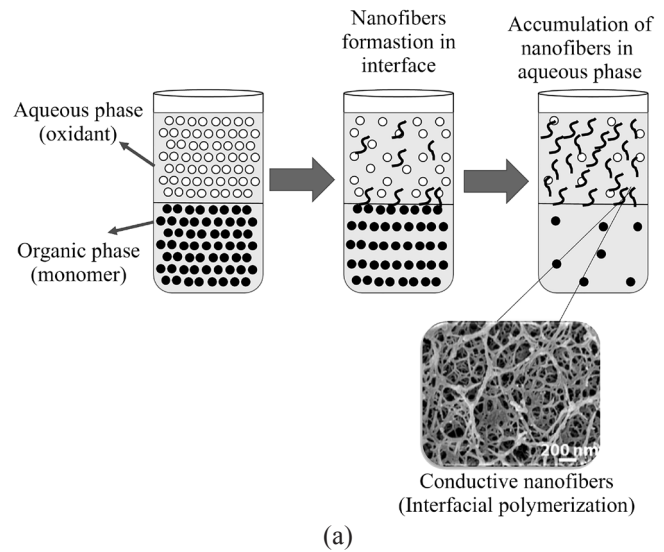 Nanofibers
formastion in
interface
Accumulation of
nanofibers in
aqueous phase
Aqueous phase
(oxidant)
Organic phase
(monomer)
200 nm
Conductive nanofibers
(Interfacial polymerization)
(a)